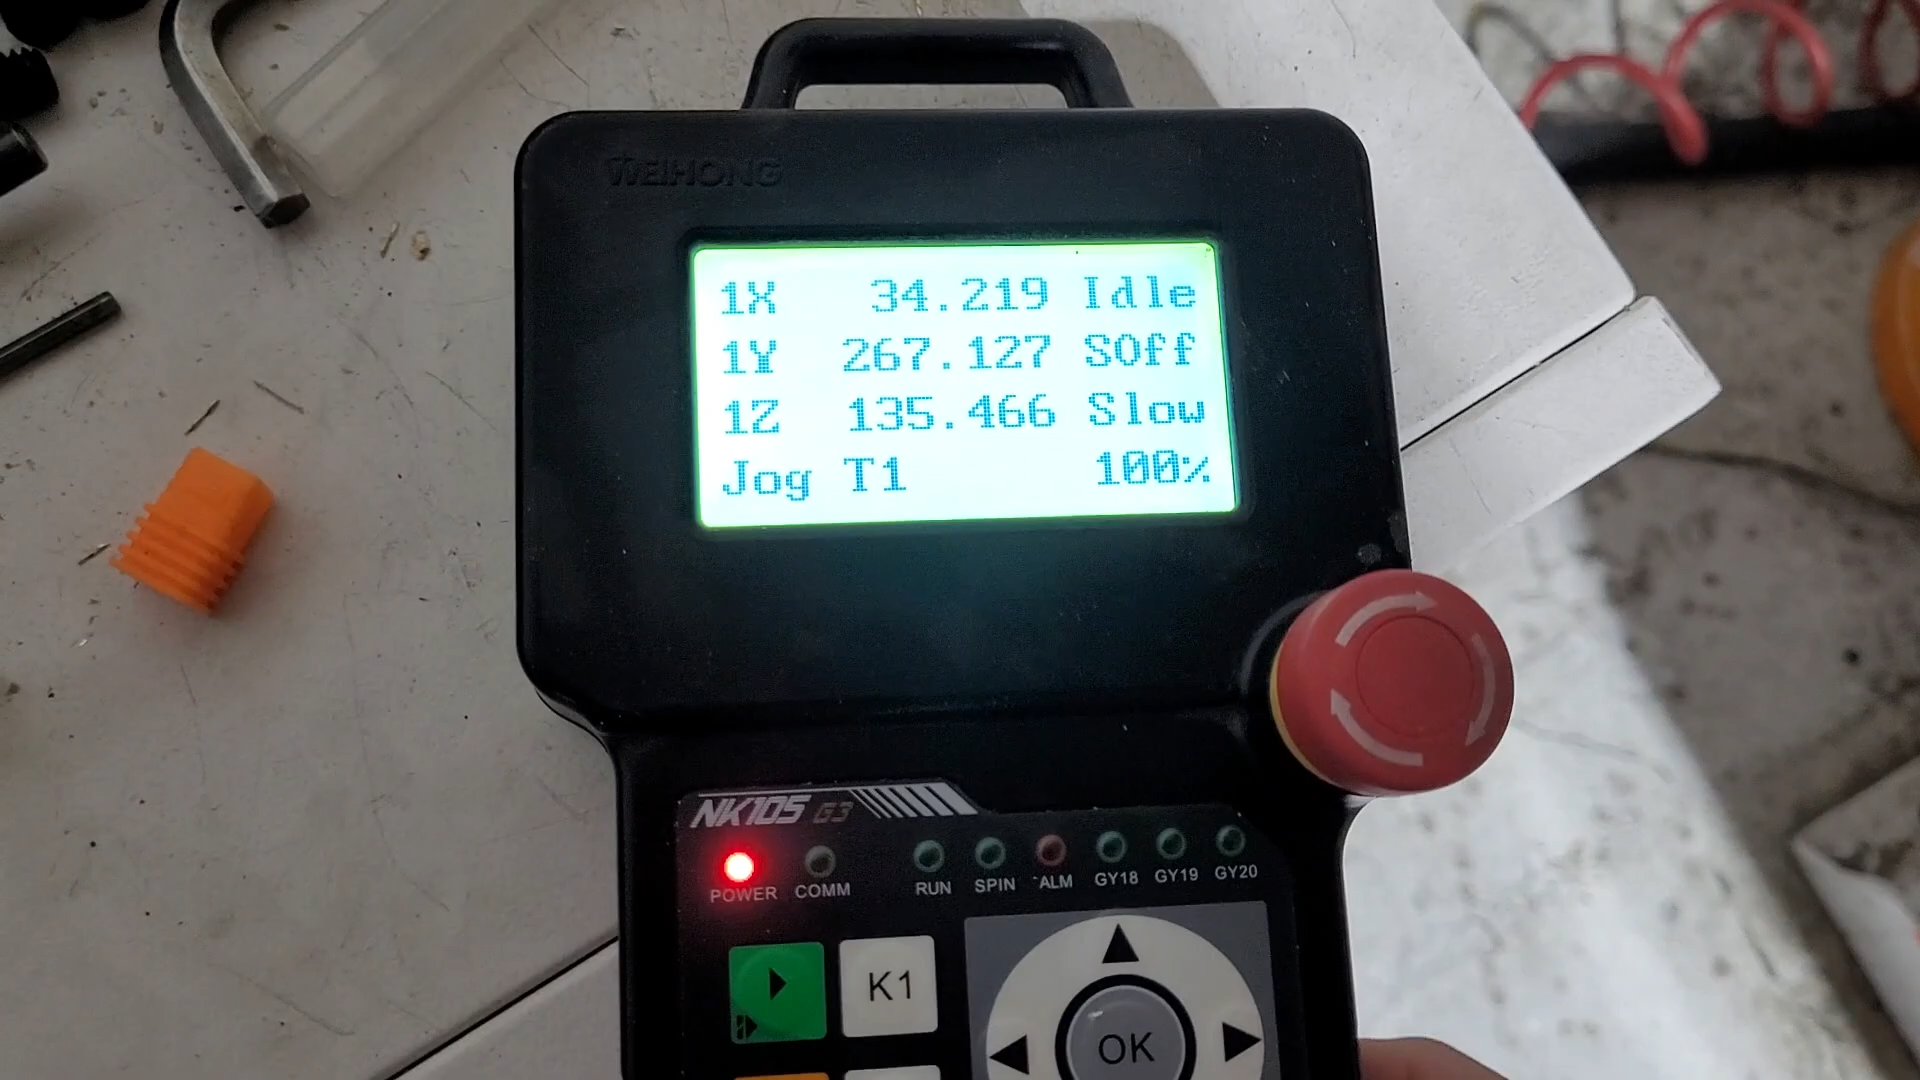 WEIHONG
1X 34.219 Idle
1Y 267.127 SOff
1Z 135.466 Slow
Jog T1 100%
NK105 G3
POWER COMM RUN SPIN ALM GY18 GY19 GY20
K1
OK